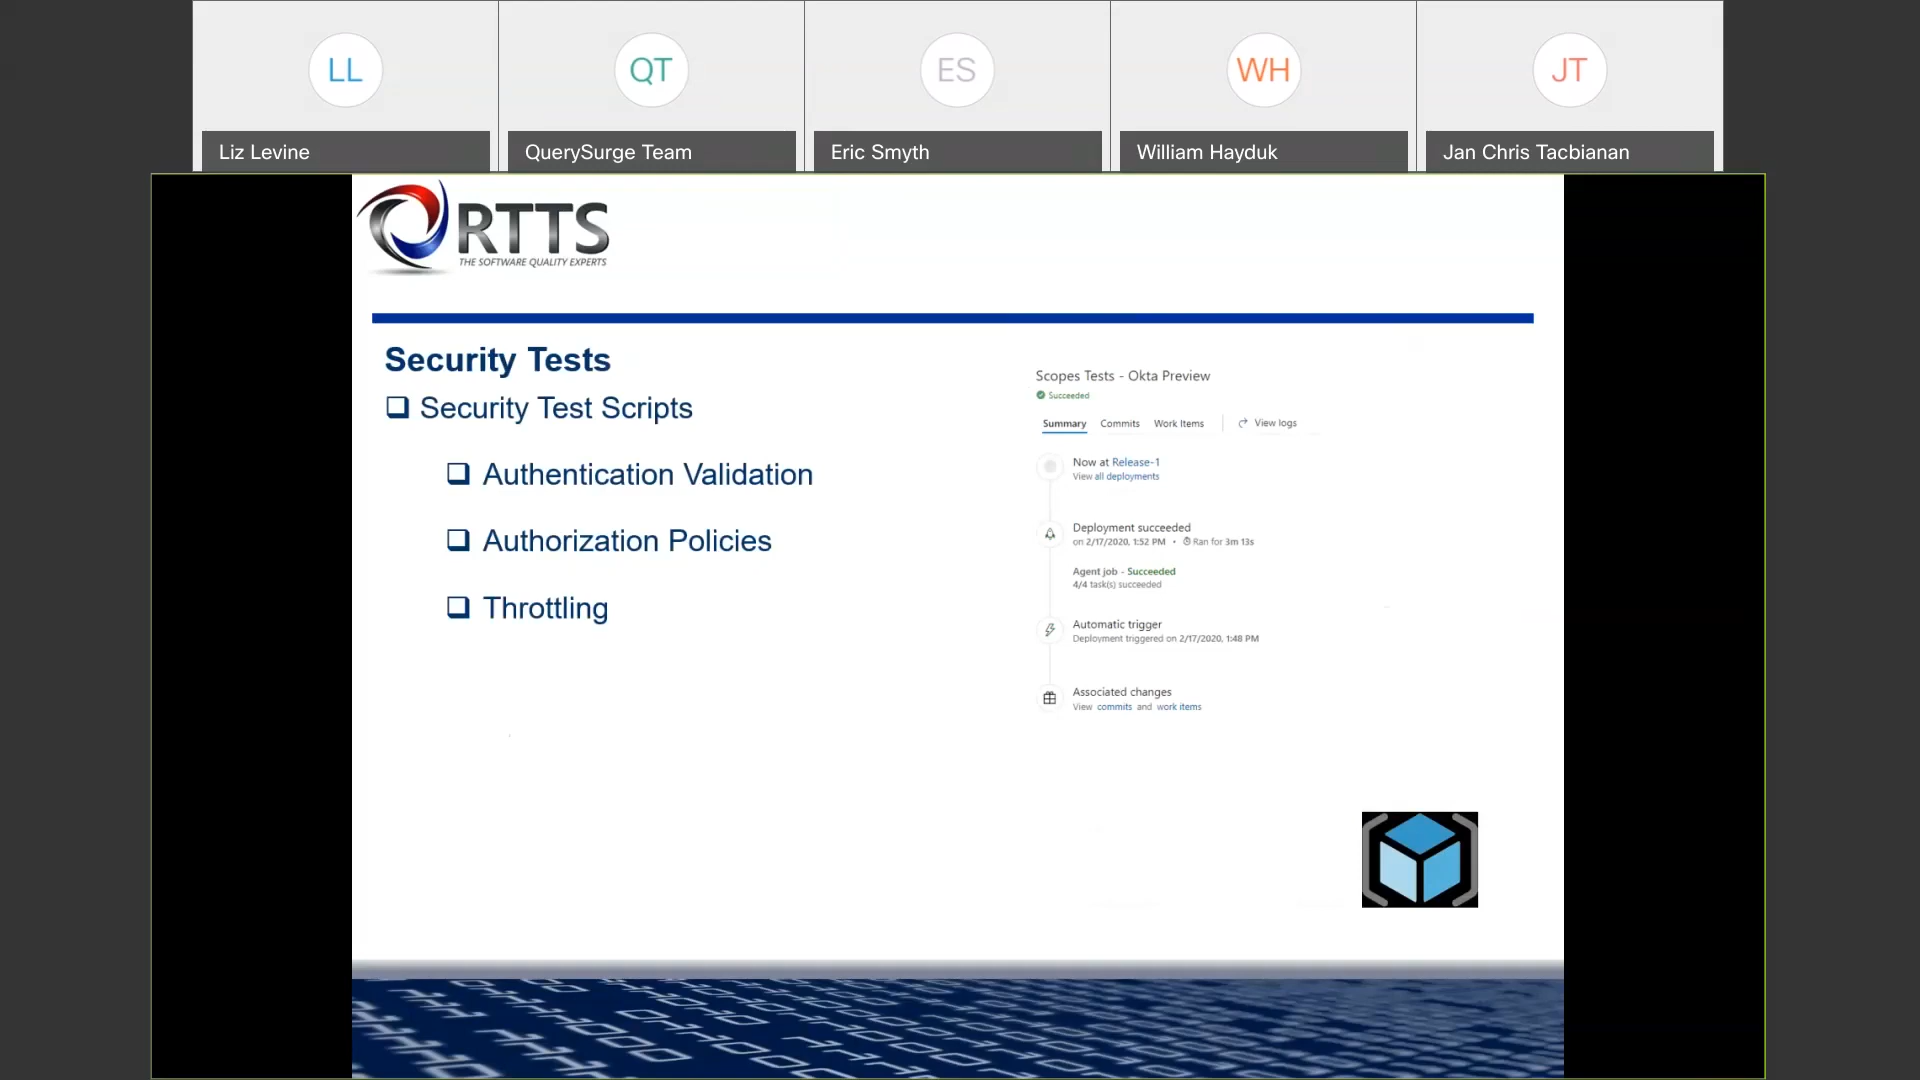 LL
QT
ES
WH
JT
Liz Levine
QuerySurge Team
Eric Smyth
William Hayduk
Jan Chris Tacbianan
RTTS
THE SOFTWARE QUALITY EXPERTS
Security Tests
Security Test Scripts
Authentication Validation
Authorization Policies
Throttling
Scopes Tests - Okta Preview
Succeeded
Summary Commits Work Items View logs
Now at Release-1
View all deployments
Deployment succeeded
on 2/17/2020, 1:52 PM • Ran for 3m 13s
Agent job - Succeeded
4/4 task(s) succeeded
Automatic trigger
Deployment triggered on 2/17/2020, 1:48 PM
Associated changes
View commits and work items